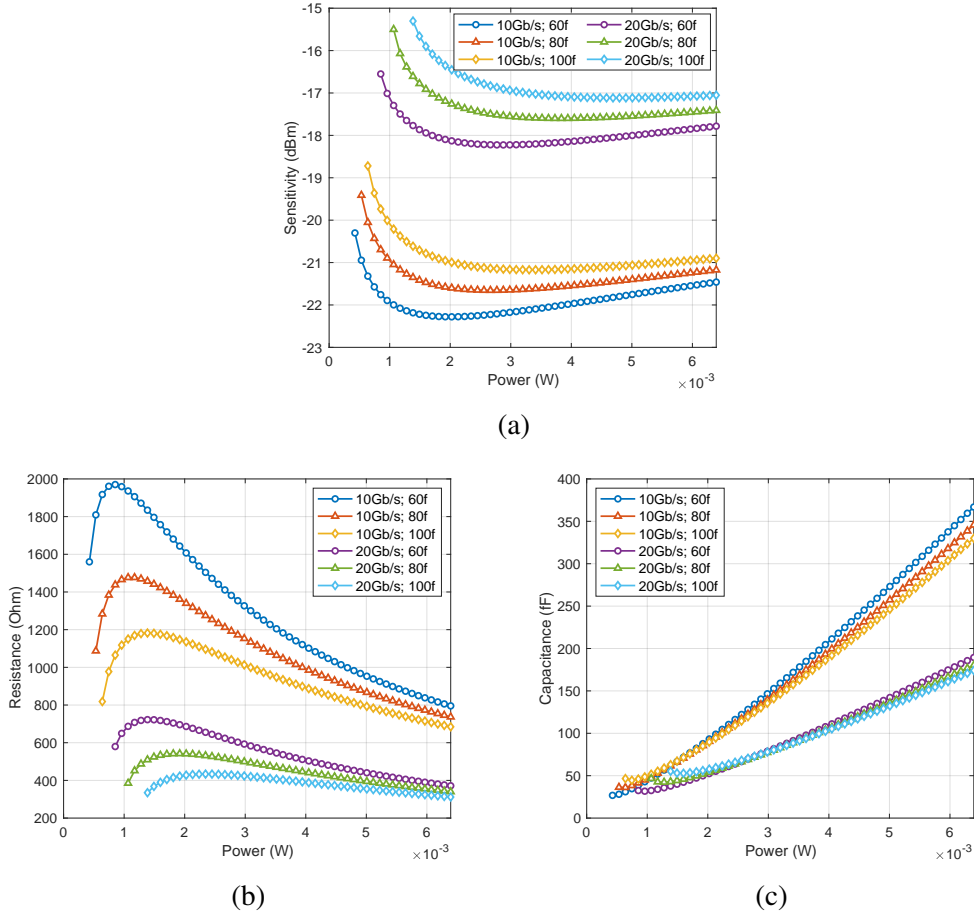 -15
-16
-17
-18
-19
-20
-21
-22
-23
Sensitivity (dBm)
10Gb/s; 60f
10Gb/s; 80f
10Gb/s; 100f
20Gb/s; 60f
20Gb/s; 80f
20Gb/s; 100f
0 1 2 3 4 5 6
Power (W)
×10⁻³
(a)
2000
1800
1600
1400
1200
1000
800
600
400
200
Resistance (Ohm)
10Gb/s; 60f
10Gb/s; 80f
10Gb/s; 100f
20Gb/s; 60f
20Gb/s; 80f
20Gb/s; 100f
0 1 2 3 4 5 6
Power (W)
×10⁻³
(b)
400
350
300
250
200
150
100
50
0
Capacitance (fF)
10Gb/s; 60f
10Gb/s; 80f
10Gb/s; 100f
20Gb/s; 60f
20Gb/s; 80f
20Gb/s; 100f
0 1 2 3 4 5 6
Power (W)
×10⁻³
(c)